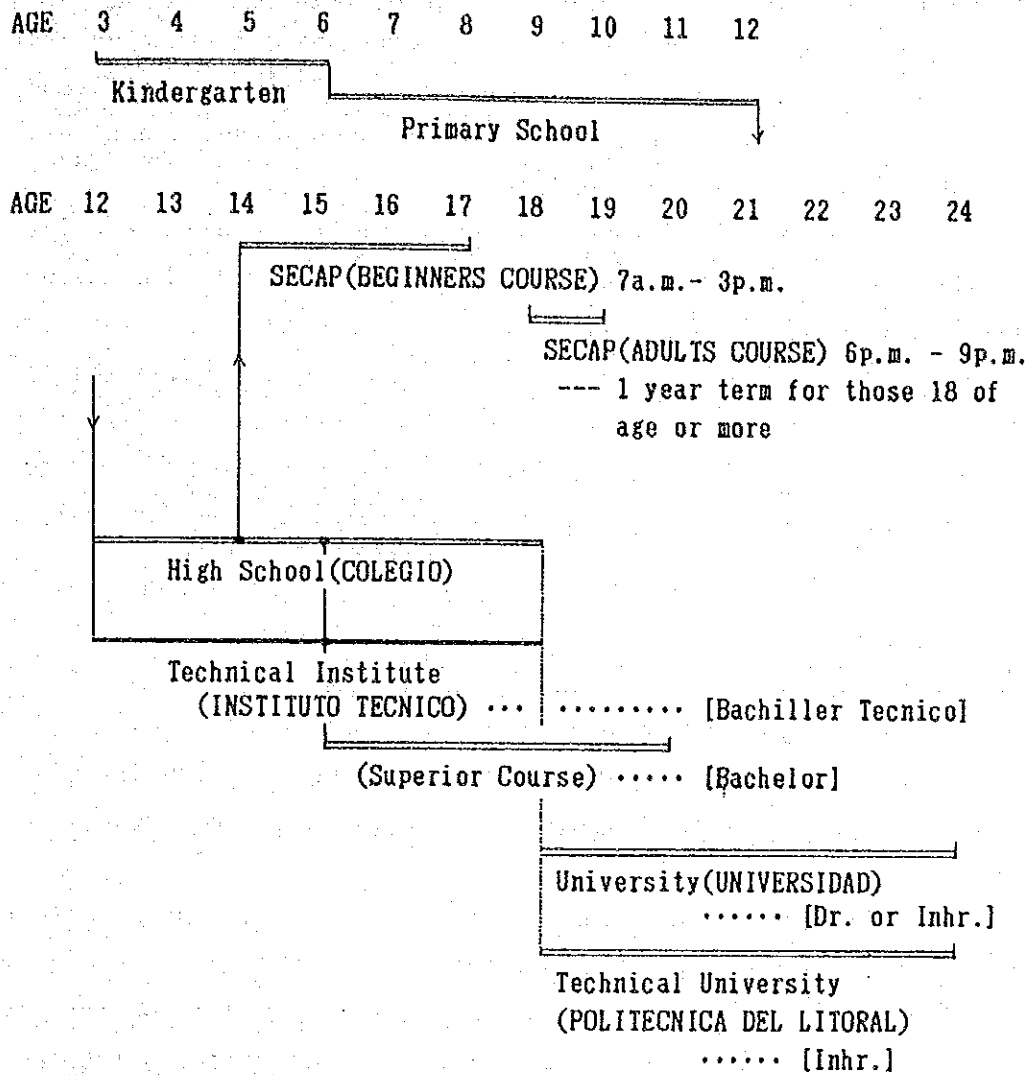 AGE 3 4 5 6 7 8 9 10 11 12
Kindergarten
Primary School
AGE 12 13 14 15 16 17 18 19 20 21 22 23 24
SECAP(BEGINNERS COURSE) 7a.m.- 3p.m.
SECAP(ADULTS COURSE) 6p.m. - 9p.m.
--- 1 year term for those 18 of
age or more
High School(COLEGIO)
Technical Institute
(INSTITUTO TECNICO) ··· ········· [Bachiller Tecnico]
(Superior Course) ····· [Bachelor]
University(UNIVERSIDAD)
······ [Dr. or Inhr.]
Technical University
(POLITECNICA DEL LITORAL)
······ [Inhr.]